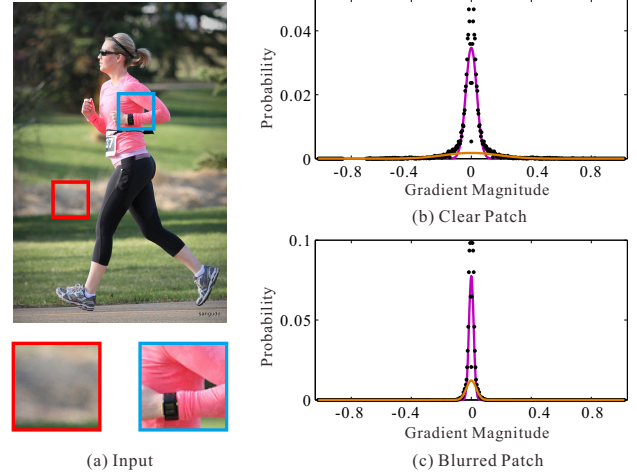 sangudo
(a) Input
0.04
0.02
0
Probability
-0.8
-0.4
0
0.4
0.8
Gradient Magnitude
(b) Clear Patch
0.1
0.05
0
Probability
-0.8
-0.4
0
0.4
0.8
Gradient Magnitude
(c) Blurred Patch